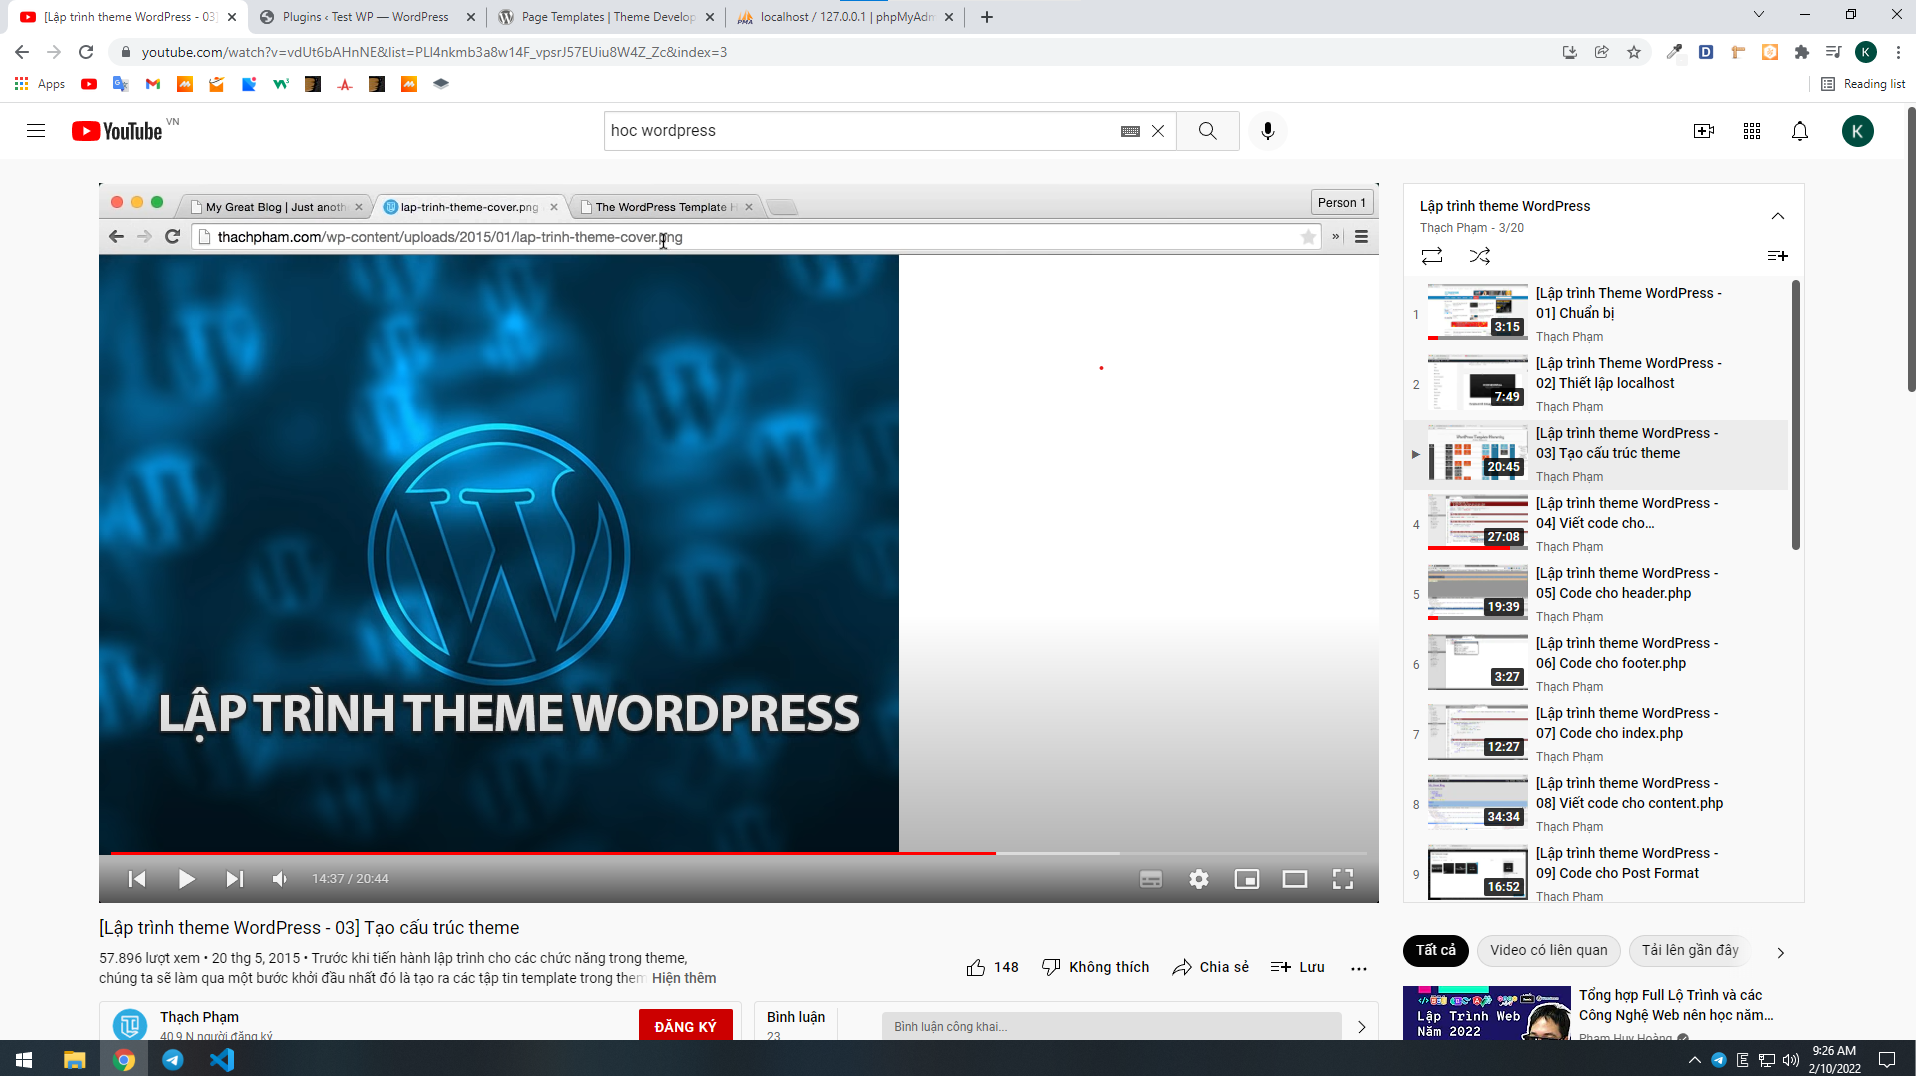 [Lập trình theme WordPress - 03]
Plugins ‹ Test WP — WordPress
Page Templates | Theme Develop
localhost / 127.0.0.1 | phpMyAdm
youtube.com/watch?v=vdUt6bAHnNE&list=PLl4nkmb3a8w14F_vpsrJ57EUiu8W4Z_Zc&index=3
K
Apps
Reading list
YouTube VN
hoc wordpress
K
My Great Blog | Just anoth
lap-trinh-theme-cover.png
The WordPress Template H
Person 1
thachpham.com/wp-content/uploads/2015/01/lap-trinh-theme-cover.png
LẬP TRÌNH THEME WORDPRESS
14:37 / 20:44
Lập trình theme WordPress
Thạch Phạm - 3/20
1
3:15
[Lập trình Theme WordPress -
01] Chuẩn bị
Thạch Phạm
2
7:49
[Lập trình Theme WordPress -
02] Thiết lập localhost
Thạch Phạm
20:45
[Lập trình theme WordPress -
03] Tạo cấu trúc theme
Thạch Phạm
4
27:08
[Lập trình theme WordPress -
04] Viết code cho...
Thạch Phạm
5
19:39
[Lập trình theme WordPress -
05] Code cho header.php
Thạch Phạm
6
3:27
[Lập trình theme WordPress -
06] Code cho footer.php
Thạch Phạm
7
12:27
[Lập trình theme WordPress -
07] Code cho index.php
Thạch Phạm
8
34:34
[Lập trình theme WordPress -
08] Viết code cho content.php
Thạch Phạm
9
16:52
[Lập trình theme WordPress -
09] Code cho Post Format
Thạch Phạm
[Lập trình theme WordPress - 03] Tạo cấu trúc theme
57.896 lượt xem • 20 thg 5, 2015 • Trước khi tiến hành lập trình cho các chức năng trong theme,
chúng ta sẽ làm qua một bước khởi đầu nhất đó là tạo ra các tập tin template trong them Hiện thêm
148
Không thích
Chia sẻ
Lưu
Thạch Phạm
40,9 N người đăng ký
ĐĂNG KÝ
Bình luận
23
Bình luận công khai...
Tất cả
Video có liên quan
Tải lên gần đây
Lập Trình Web
Năm 2022
Tổng hợp Full Lộ Trình và các
Công Nghệ Web nên học năm...
Phạm Huy Hoàng
9:26 AM
2/10/2022